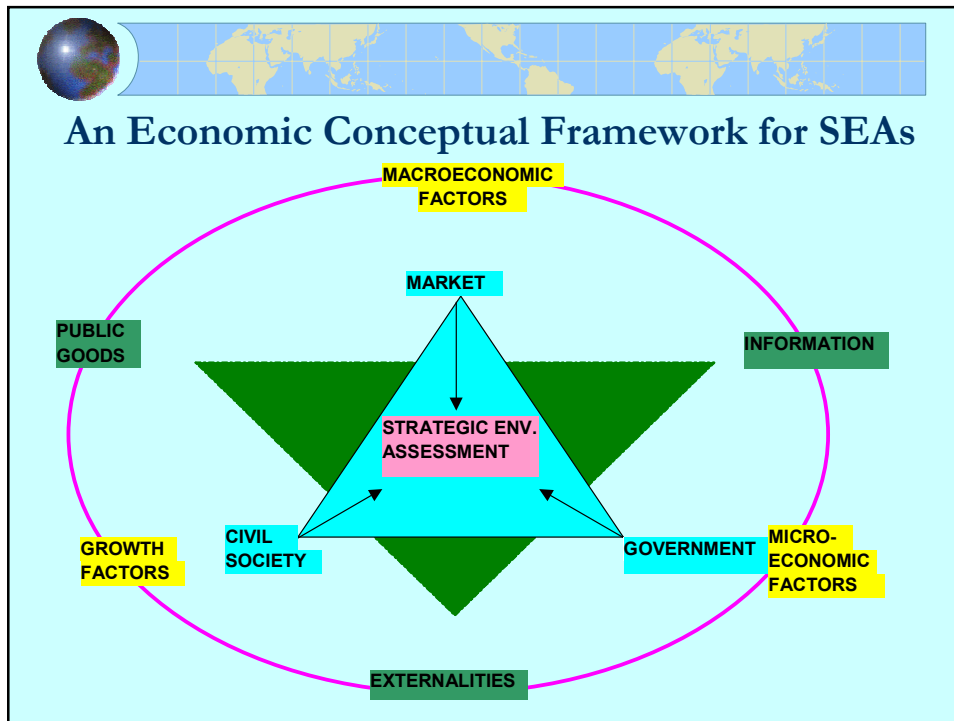 An Economic Conceptual Framework for SEAs
MACROECONOMIC
FACTORS
MARKET
PUBLIC
GOODS
INFORMATION
STRATEGIC ENV.
ASSESSMENT
CIVIL
SOCIETY
GOVERNMENT
GROWTH
FACTORS
MICRO-
ECONOMIC
FACTORS
EXTERNALITIES